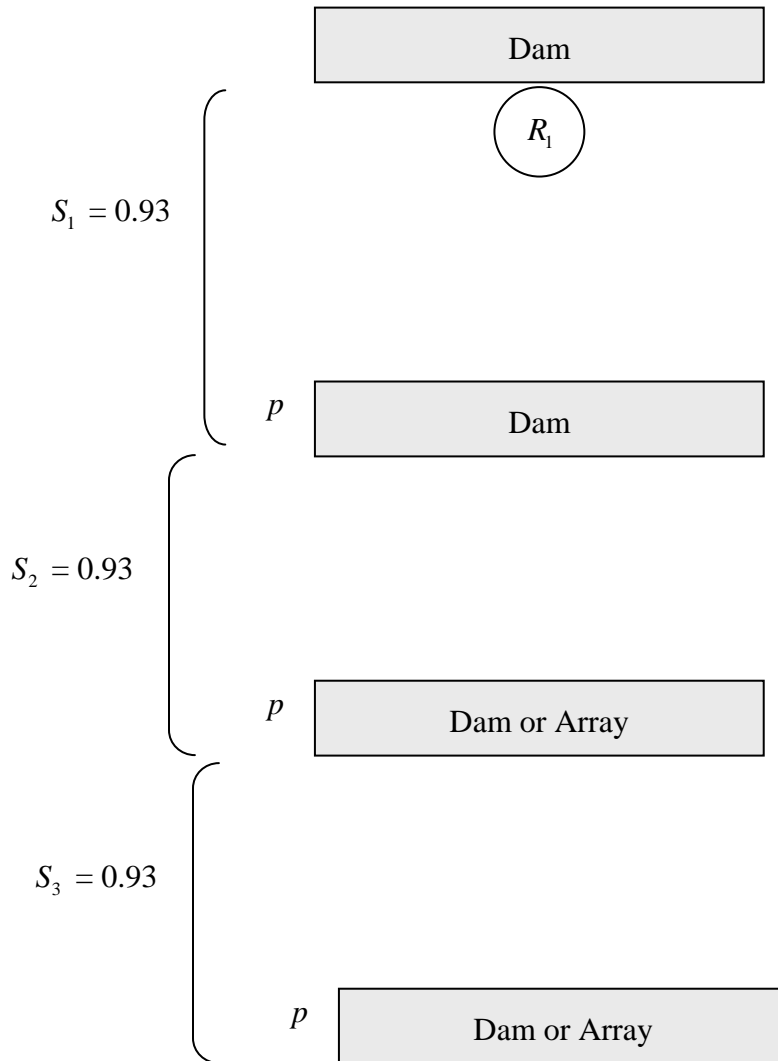 Dam
R₁
S₁ = 0.93
p
Dam
S₂ = 0.93
p
Dam or Array
S₃ = 0.93
p
Dam or Array